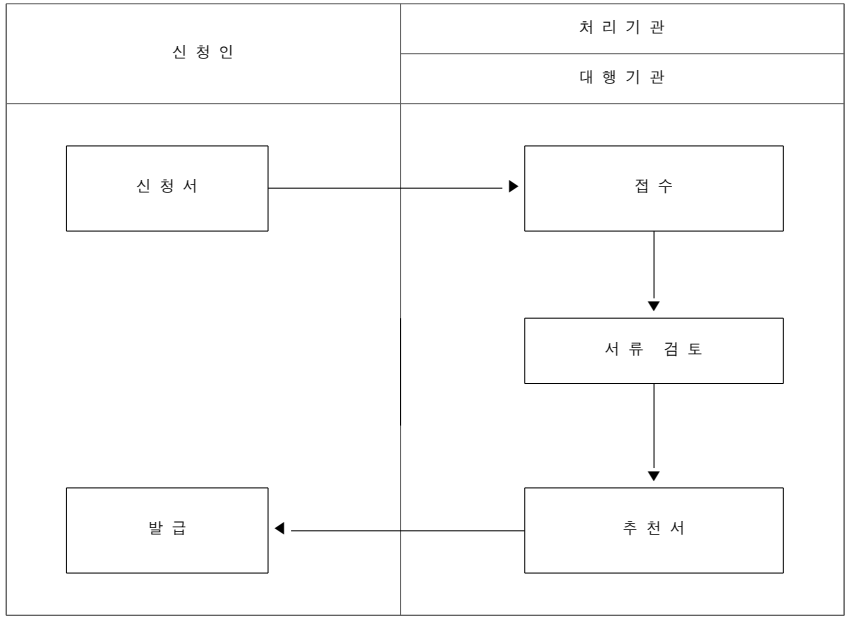 신 청 인
처 리 기 관
대 행 기 관
신 청 서
접 수
서 류 검 토
발 급
추 천 서